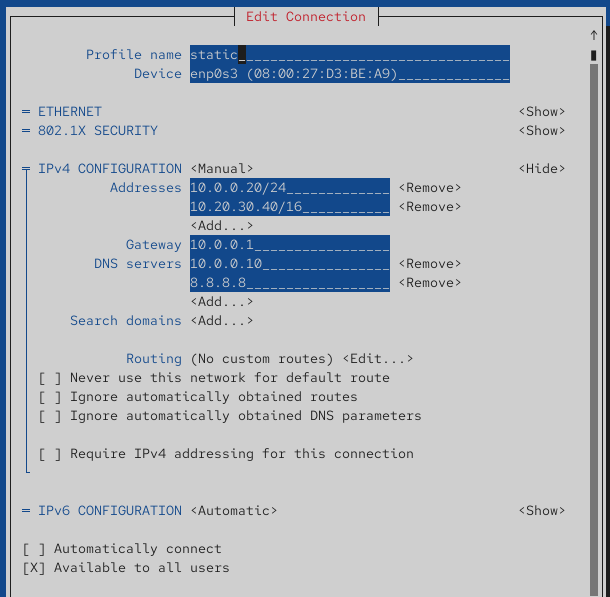 Edit Connection
Profile name static
Device enp0s3 (08:00:27:D3:BE:A9)
= ETHERNET <Show>
= 802.1X SECURITY <Show>
IPv4 CONFIGURATION <Manual> <Hide>
Addresses 10.0.0.20/24 <Remove>
10.20.30.40/16 <Remove>
<Add...>
Gateway 10.0.0.1
DNS servers 10.0.0.10 <Remove>
8.8.8.8 <Remove>
<Add...>
Search domains <Add...>
Routing (No custom routes) <Edit...>
[ ] Never use this network for default route
[ ] Ignore automatically obtained routes
[ ] Ignore automatically obtained DNS parameters
[ ] Require IPv4 addressing for this connection
= IPv6 CONFIGURATION <Automatic> <Show>
[ ] Automatically connect
[X] Available to all users